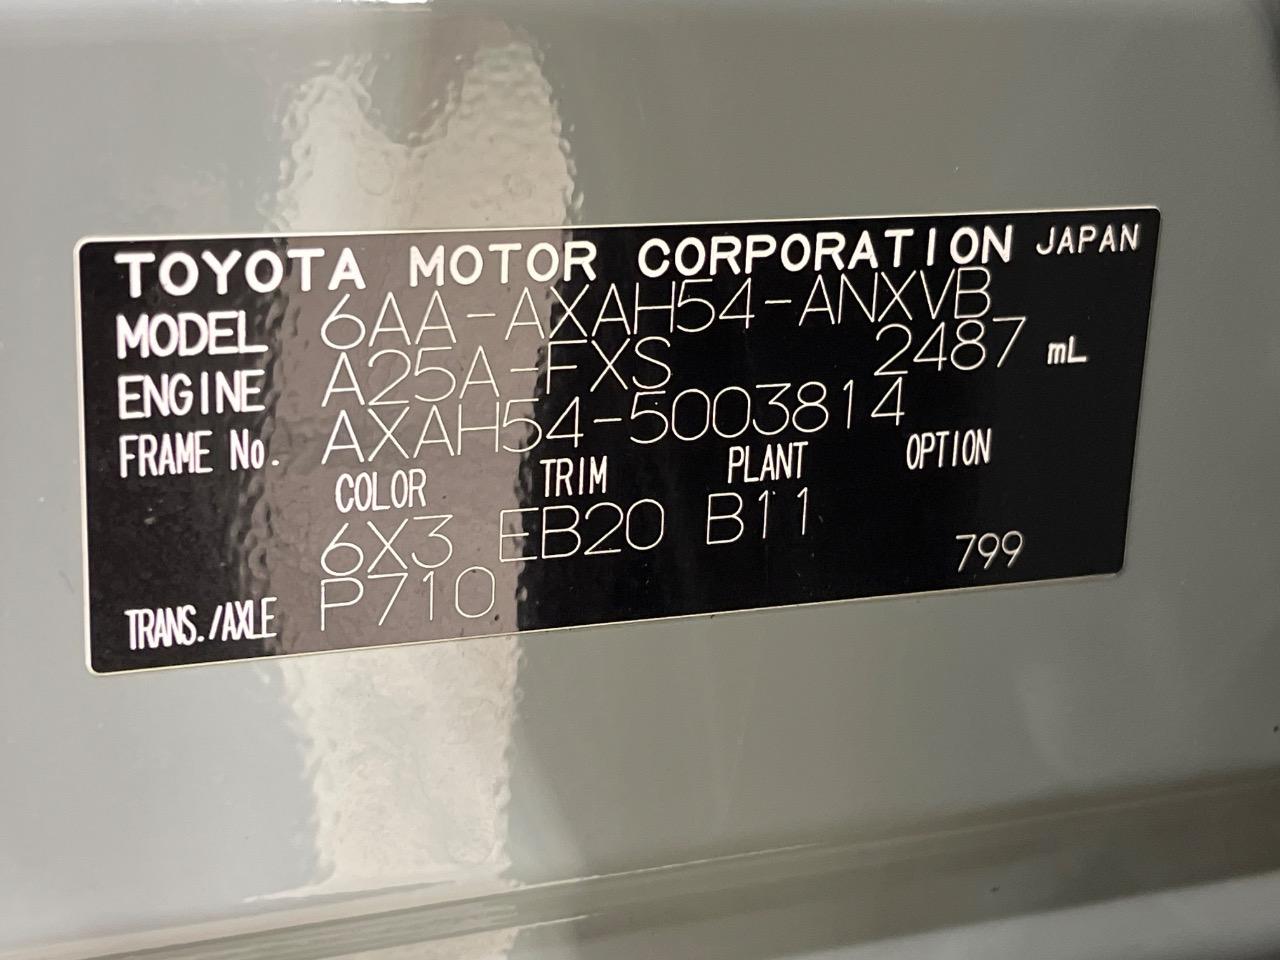 TOYOTA MOTOR CORPORATION JAPAN
MODEL 6AA-AXAH54-ANXVB
ENGINE A25A-FXS 2487 mL
FRAME No. AXAH54-5003814
COLOR TRIM PLANT OPTION
6X3 EB20 B11
TRANS./AXLE P710 799